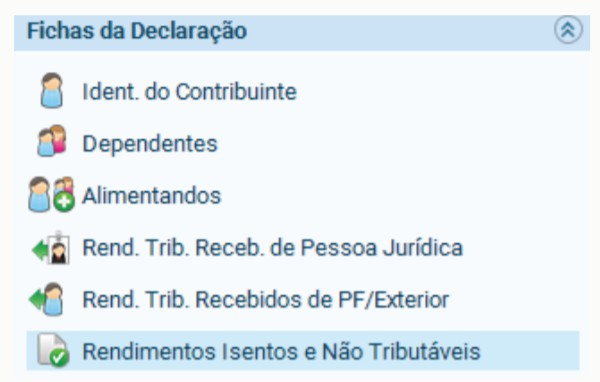 Fichas da Declaração
Ident. do Contribuinte
Dependentes
Alimentandos
Rend. Trib. Receb. de Pessoa Jurídica
Rend. Trib. Recebidos de PF/Exterior
Rendimentos Isentos e Não Tributáveis